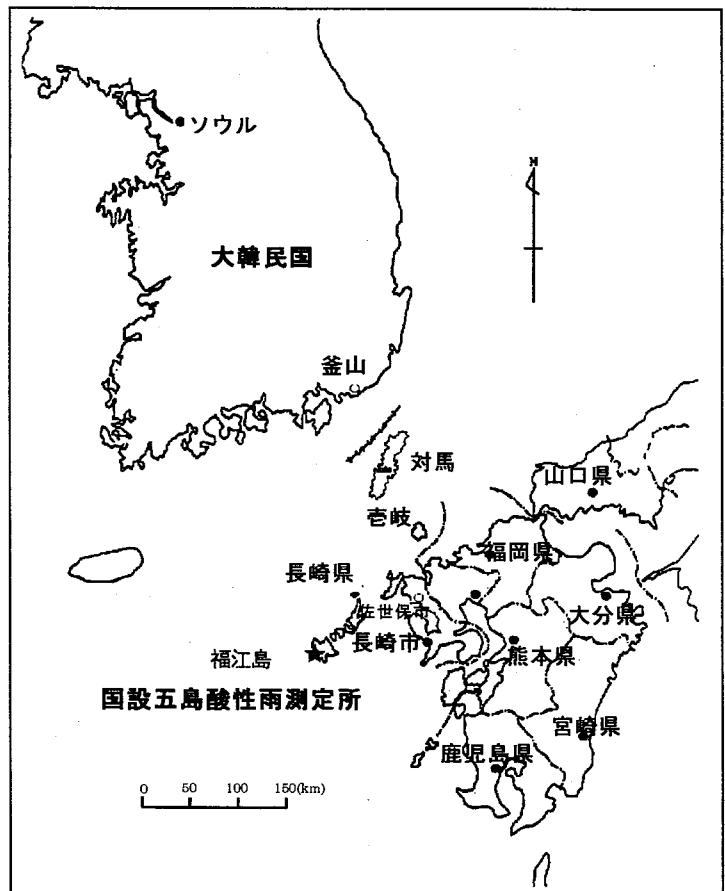 ソウル
N
大韓民国
釜山
対馬
山口県
壱岐
福岡県
長崎県
佐世保市
大分県
長崎市
熊本県
福江島
国設五島酸性雨測定所
宮崎県
鹿児島県
0 50 100 150(km)